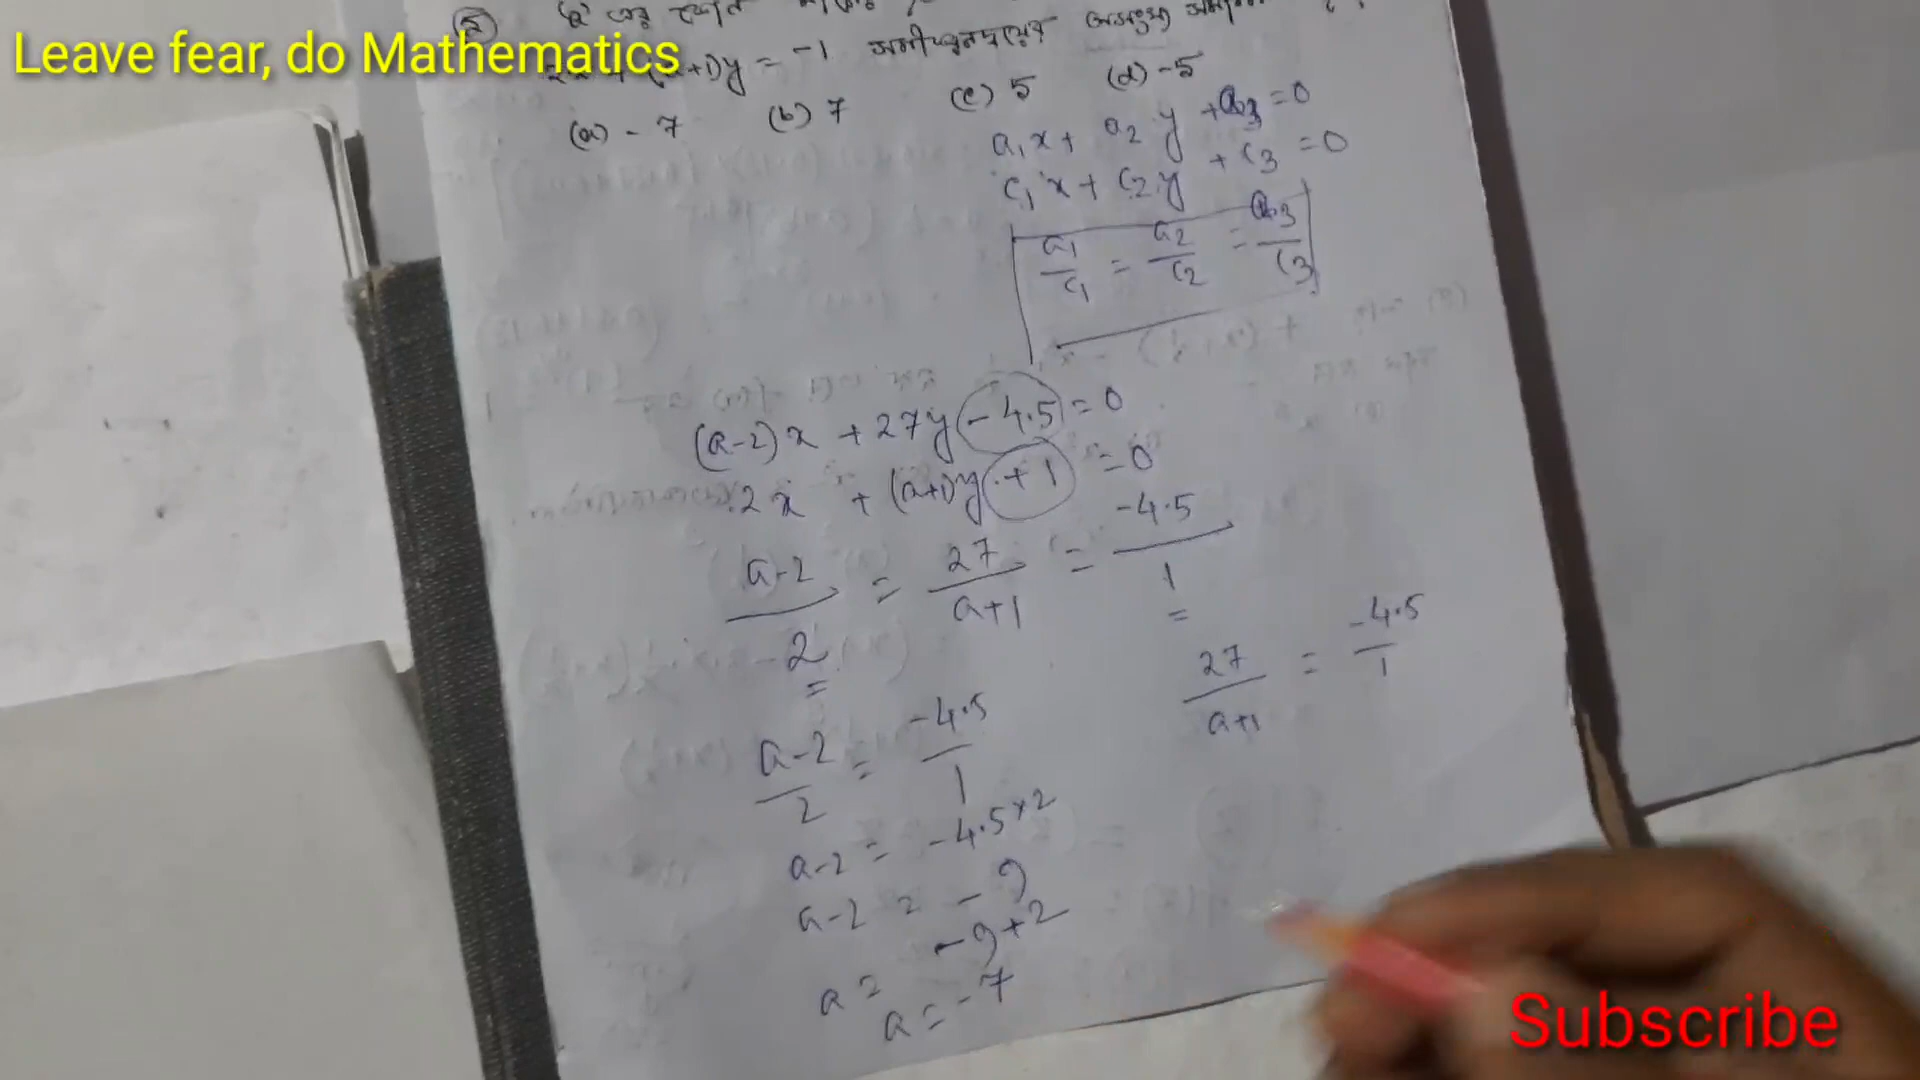 Leave fear, do Mathematics
y = -1
(a) - 7 (b) 7 (c) 5 (d) -5
a₁x + a₂y + a₃ = 0
c₁x + c₂y + c₃ = 0
a₁/c₁ = a₂/c₂ = a₃/c₃
(a-2)x + 27y - 4.5 = 0
2x + (a+1)y + 1 = 0
a-2/2 = 27/a+1 = -4.5/1
27/a+1 = -4.5/1
a-2/2 = -4.5/1
a-2 = -4.5×2
a-2 = -9
a = -9+2
a = -7
Subscribe